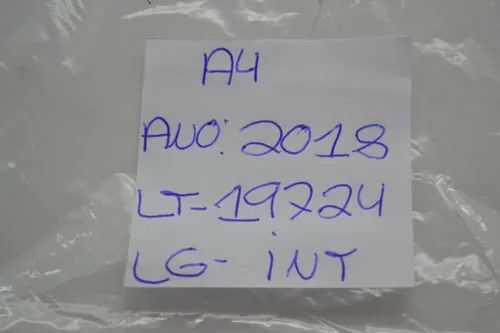 A4
ANO: 2018
LT-19724
LG- iNT